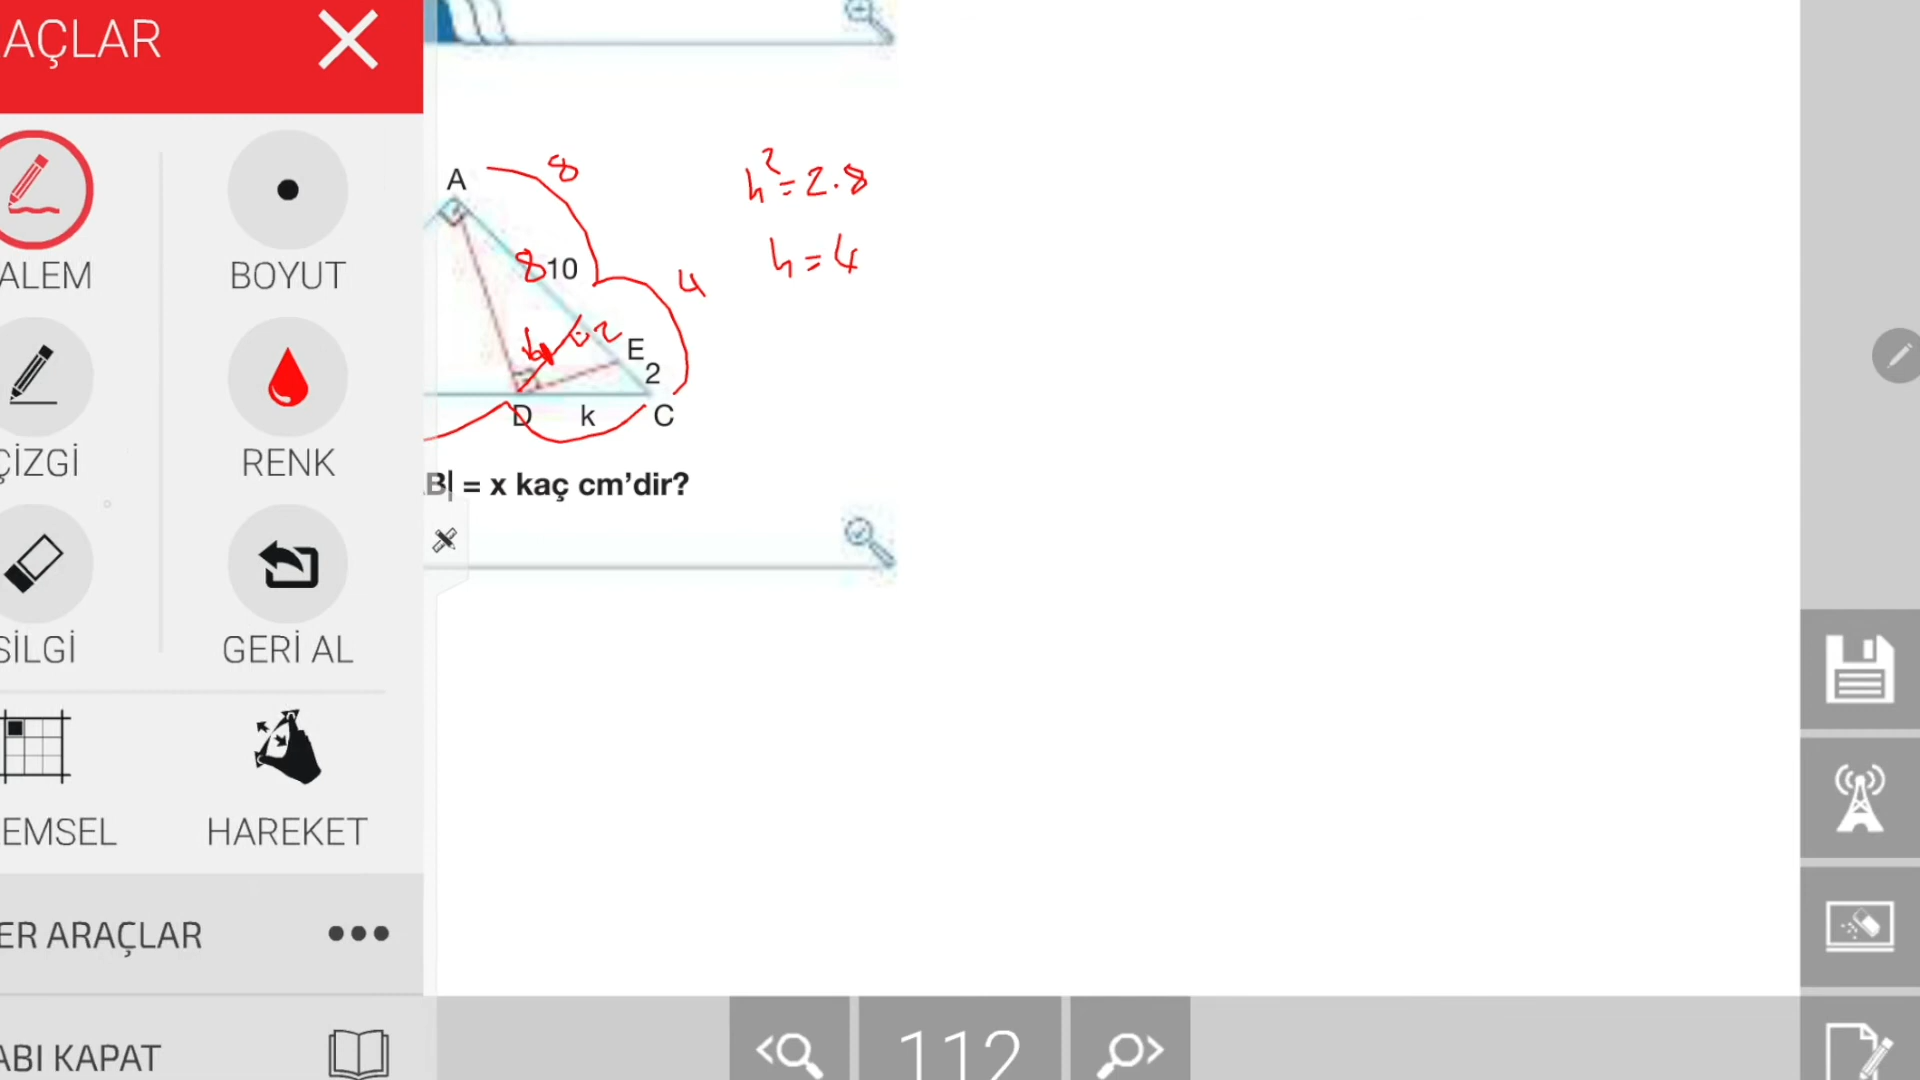 AÇLAR
ALEM
BOYUT
ÇİZGİ
RENK
SİLGİ
GERİ AL
EMSEL
HAREKET
ER ARAÇLAR
ABI KAPAT
A
8
8
10
4
2
E
2
D
k
C
h²=2.8
h=4
B| = x kaç cm’dir?
112